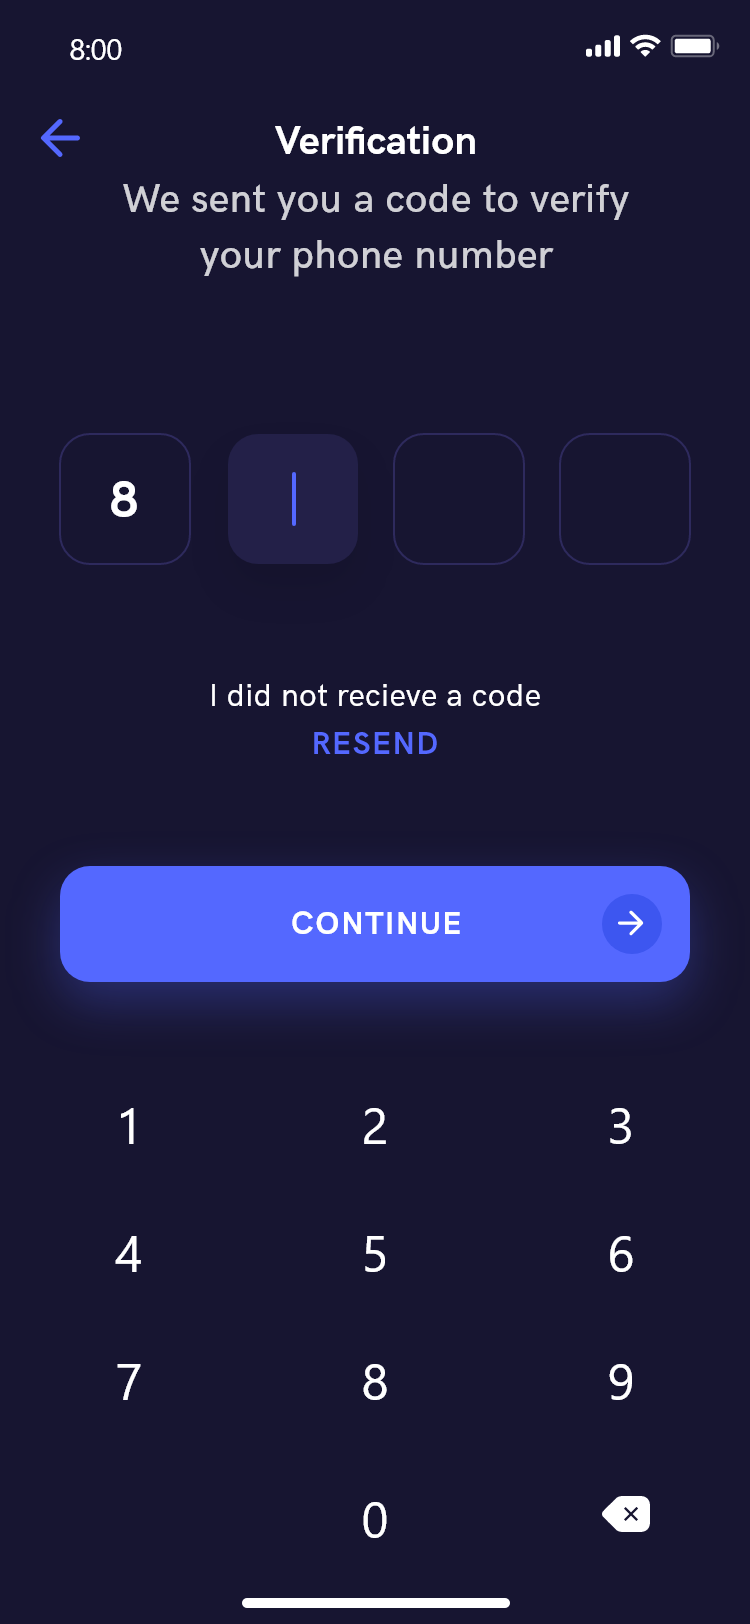 8:00
Verification
We sent you a code to verify
your phone number
8
I did not recieve a code
RESEND
CONTINUE
1 2 3
4 5 6
7 8 9
0